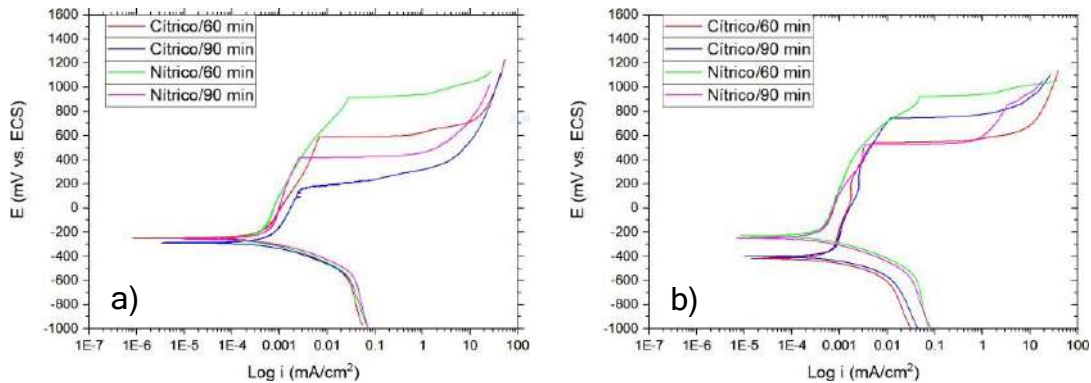 1600
1400
1200
1000
800
600
400
200
0
-200
-400
-600
-800
-1000
E (mV vs. ECS)
Cítrico/60 min
Cítrico/90 min
Nítrico/60 min
Nítrico/90 min
a)
1E-7 1E-6 1E-5 1E-4 0.001 0.01 0.1 1 10 100
Log i (mA/cm²)
1600
1400
1200
1000
800
600
400
200
0
-200
-400
-600
-800
-1000
E (mV vs. ECS)
Cítrico/60 min
Cítrico/90 min
Nítrico/60 min
Nítrico/90 min
b)
1E-7 1E-6 1E-5 1E-4 0.001 0.01 0.1 1 10 100
Log i (mA/cm²)